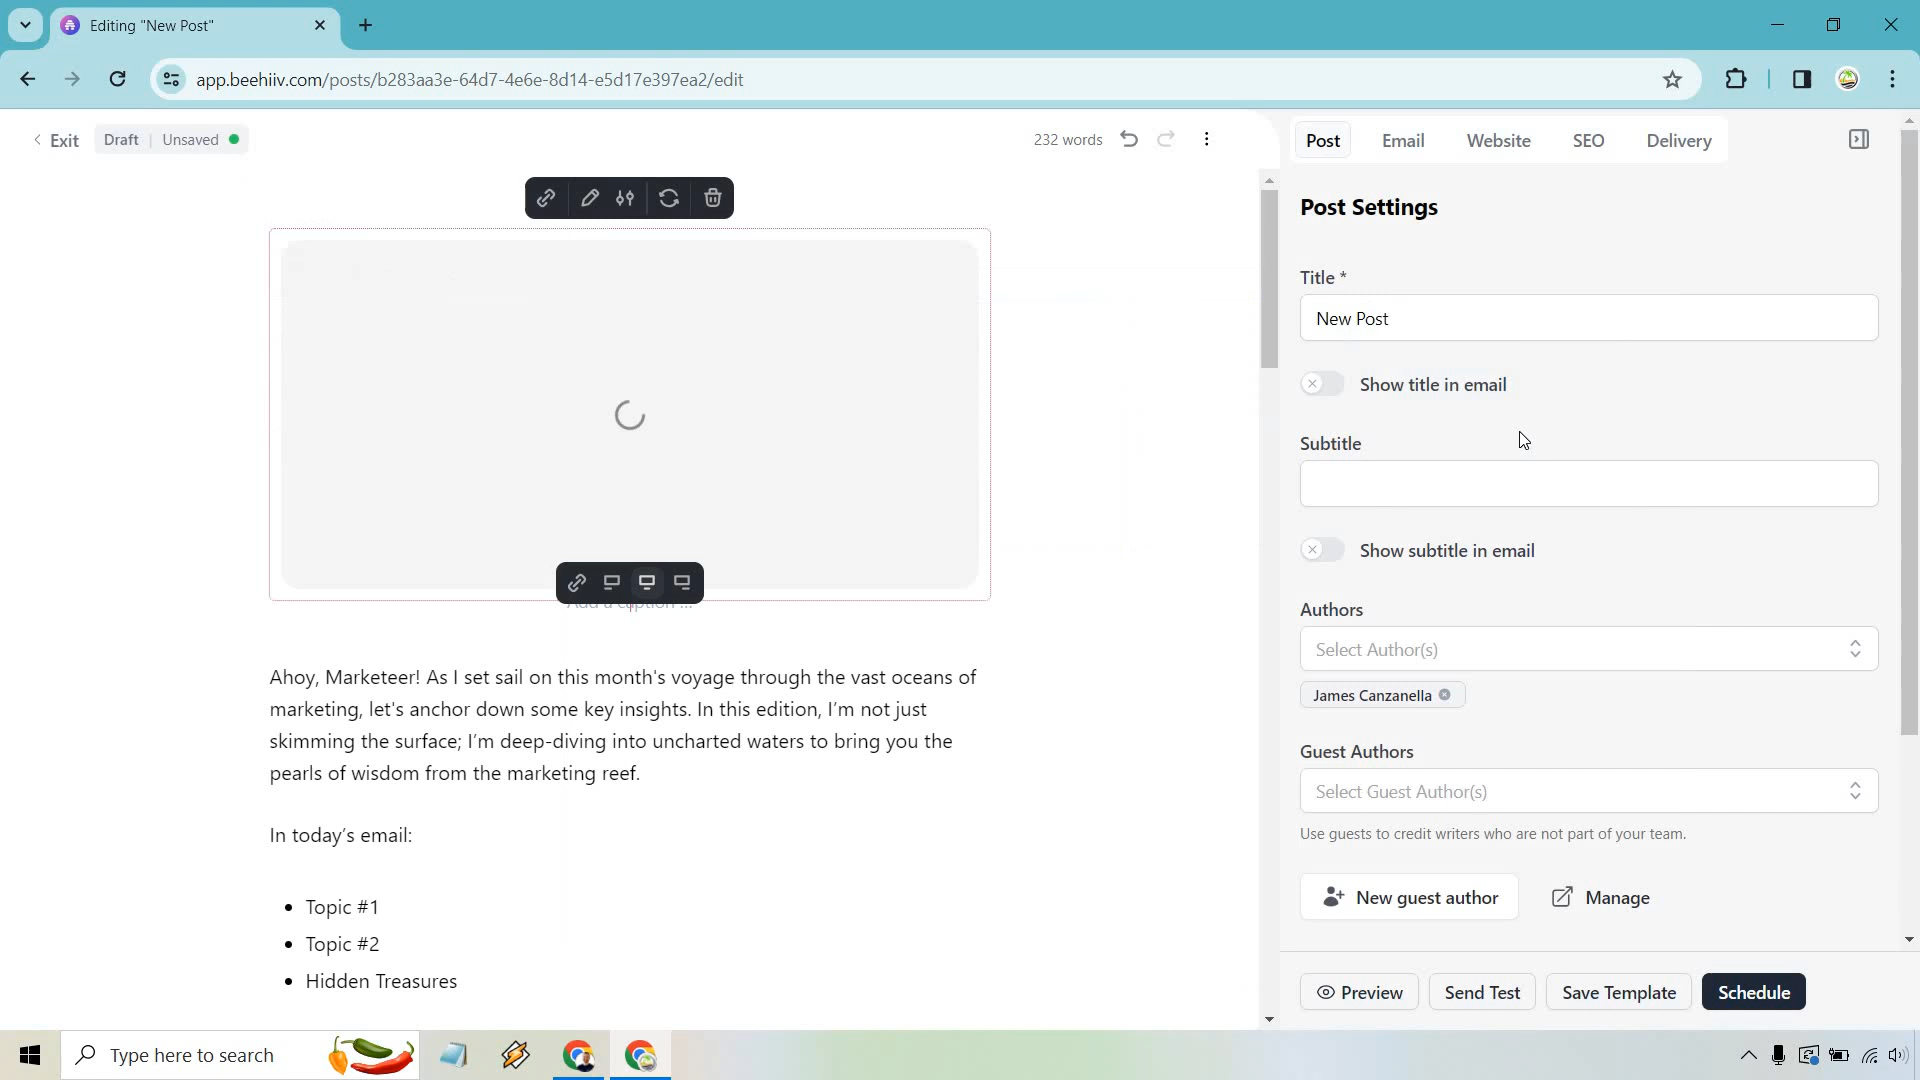 Editing "New Post"
app.beehiiv.com/posts/b283aa3e-64d7-4e6e-8d14-e5d17e397ea2/edit
Exit
Draft | Unsaved
232 words
Post
Email
Website
SEO
Delivery
Add a caption ...
Ahoy, Marketeer! As I set sail on this month's voyage through the vast oceans of
marketing, let's anchor down some key insights. In this edition, I'm not just
skimming the surface; I'm deep-diving into uncharted waters to bring you the
pearls of wisdom from the marketing reef.
In today's email:
• Topic #1
• Topic #2
• Hidden Treasures
Post Settings
Title *
New Post
Show title in email
Subtitle
Show subtitle in email
Authors
Select Author(s)
James Canzanella
Guest Authors
Select Guest Author(s)
Use guests to credit writers who are not part of your team.
New guest author
Manage
Preview
Send Test
Save Template
Schedule
Type here to search